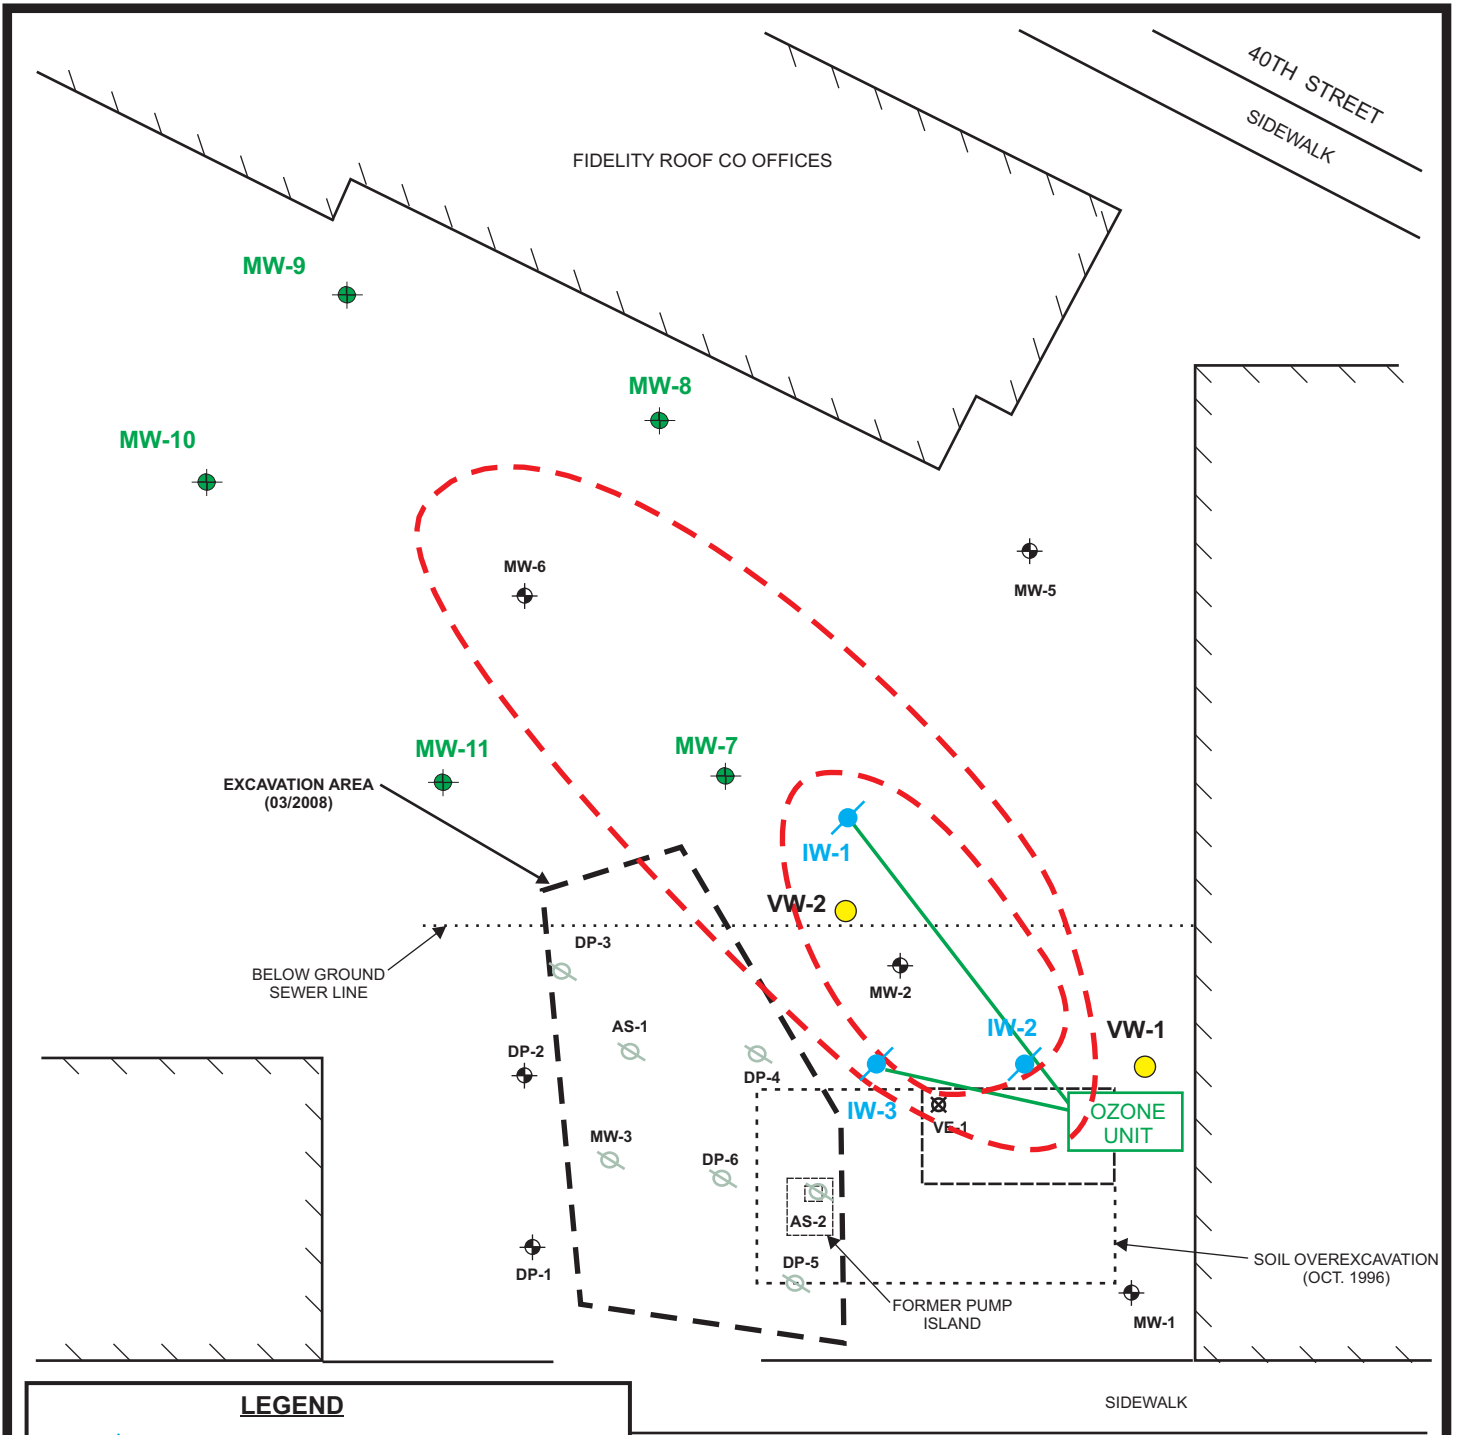 40TH STREET
SIDEWALK
FIDELITY ROOF CO OFFICES
MW-9
MW-8
MW-10
MW-6
MW-5
MW-11
MW-7
EXCAVATION AREA
(03/2008)
IW-1
VW-2
DP-3
BELOW GROUND
SEWER LINE
MW-2
AS-1
IW-2
VW-1
DP-2
DP-4
IW-3
OZONE
UNIT
VE-1
MW-3
DP-6
AS-2
DP-1
DP-5
SOIL OVEREXCAVATION
(OCT. 1996)
FORMER PUMP
ISLAND
MW-1
LEGEND
SIDEWALK